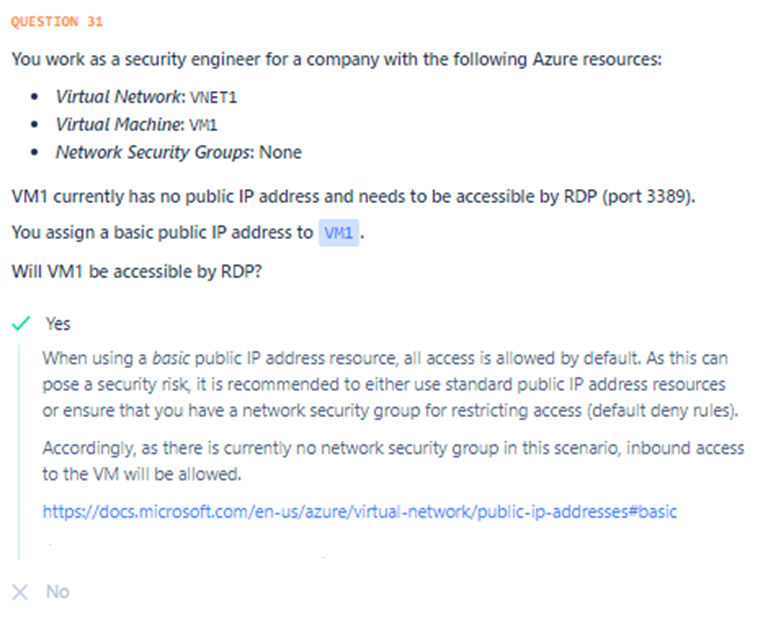 QUESTION 31
You work as a security engineer for a company with the following Azure resources:
• Virtual Network: VNET1
• Virtual Machine: VM1
• Network Security Groups: None
VM1 currently has no public IP address and needs to be accessible by RDP (port 3389).
You assign a basic public IP address to VM1.
Will VM1 be accessible by RDP?
Yes
When using a basic public IP address resource, all access is allowed by default. As this can
pose a security risk, it is recommended to either use standard public IP address resources
or ensure that you have a network security group for restricting access (default deny rules).
Accordingly, as there is currently no network security group in this scenario, inbound access
to the VM will be allowed.
https://docs.microsoft.com/en-us/azure/virtual-network/public-ip-addresses#basic
No